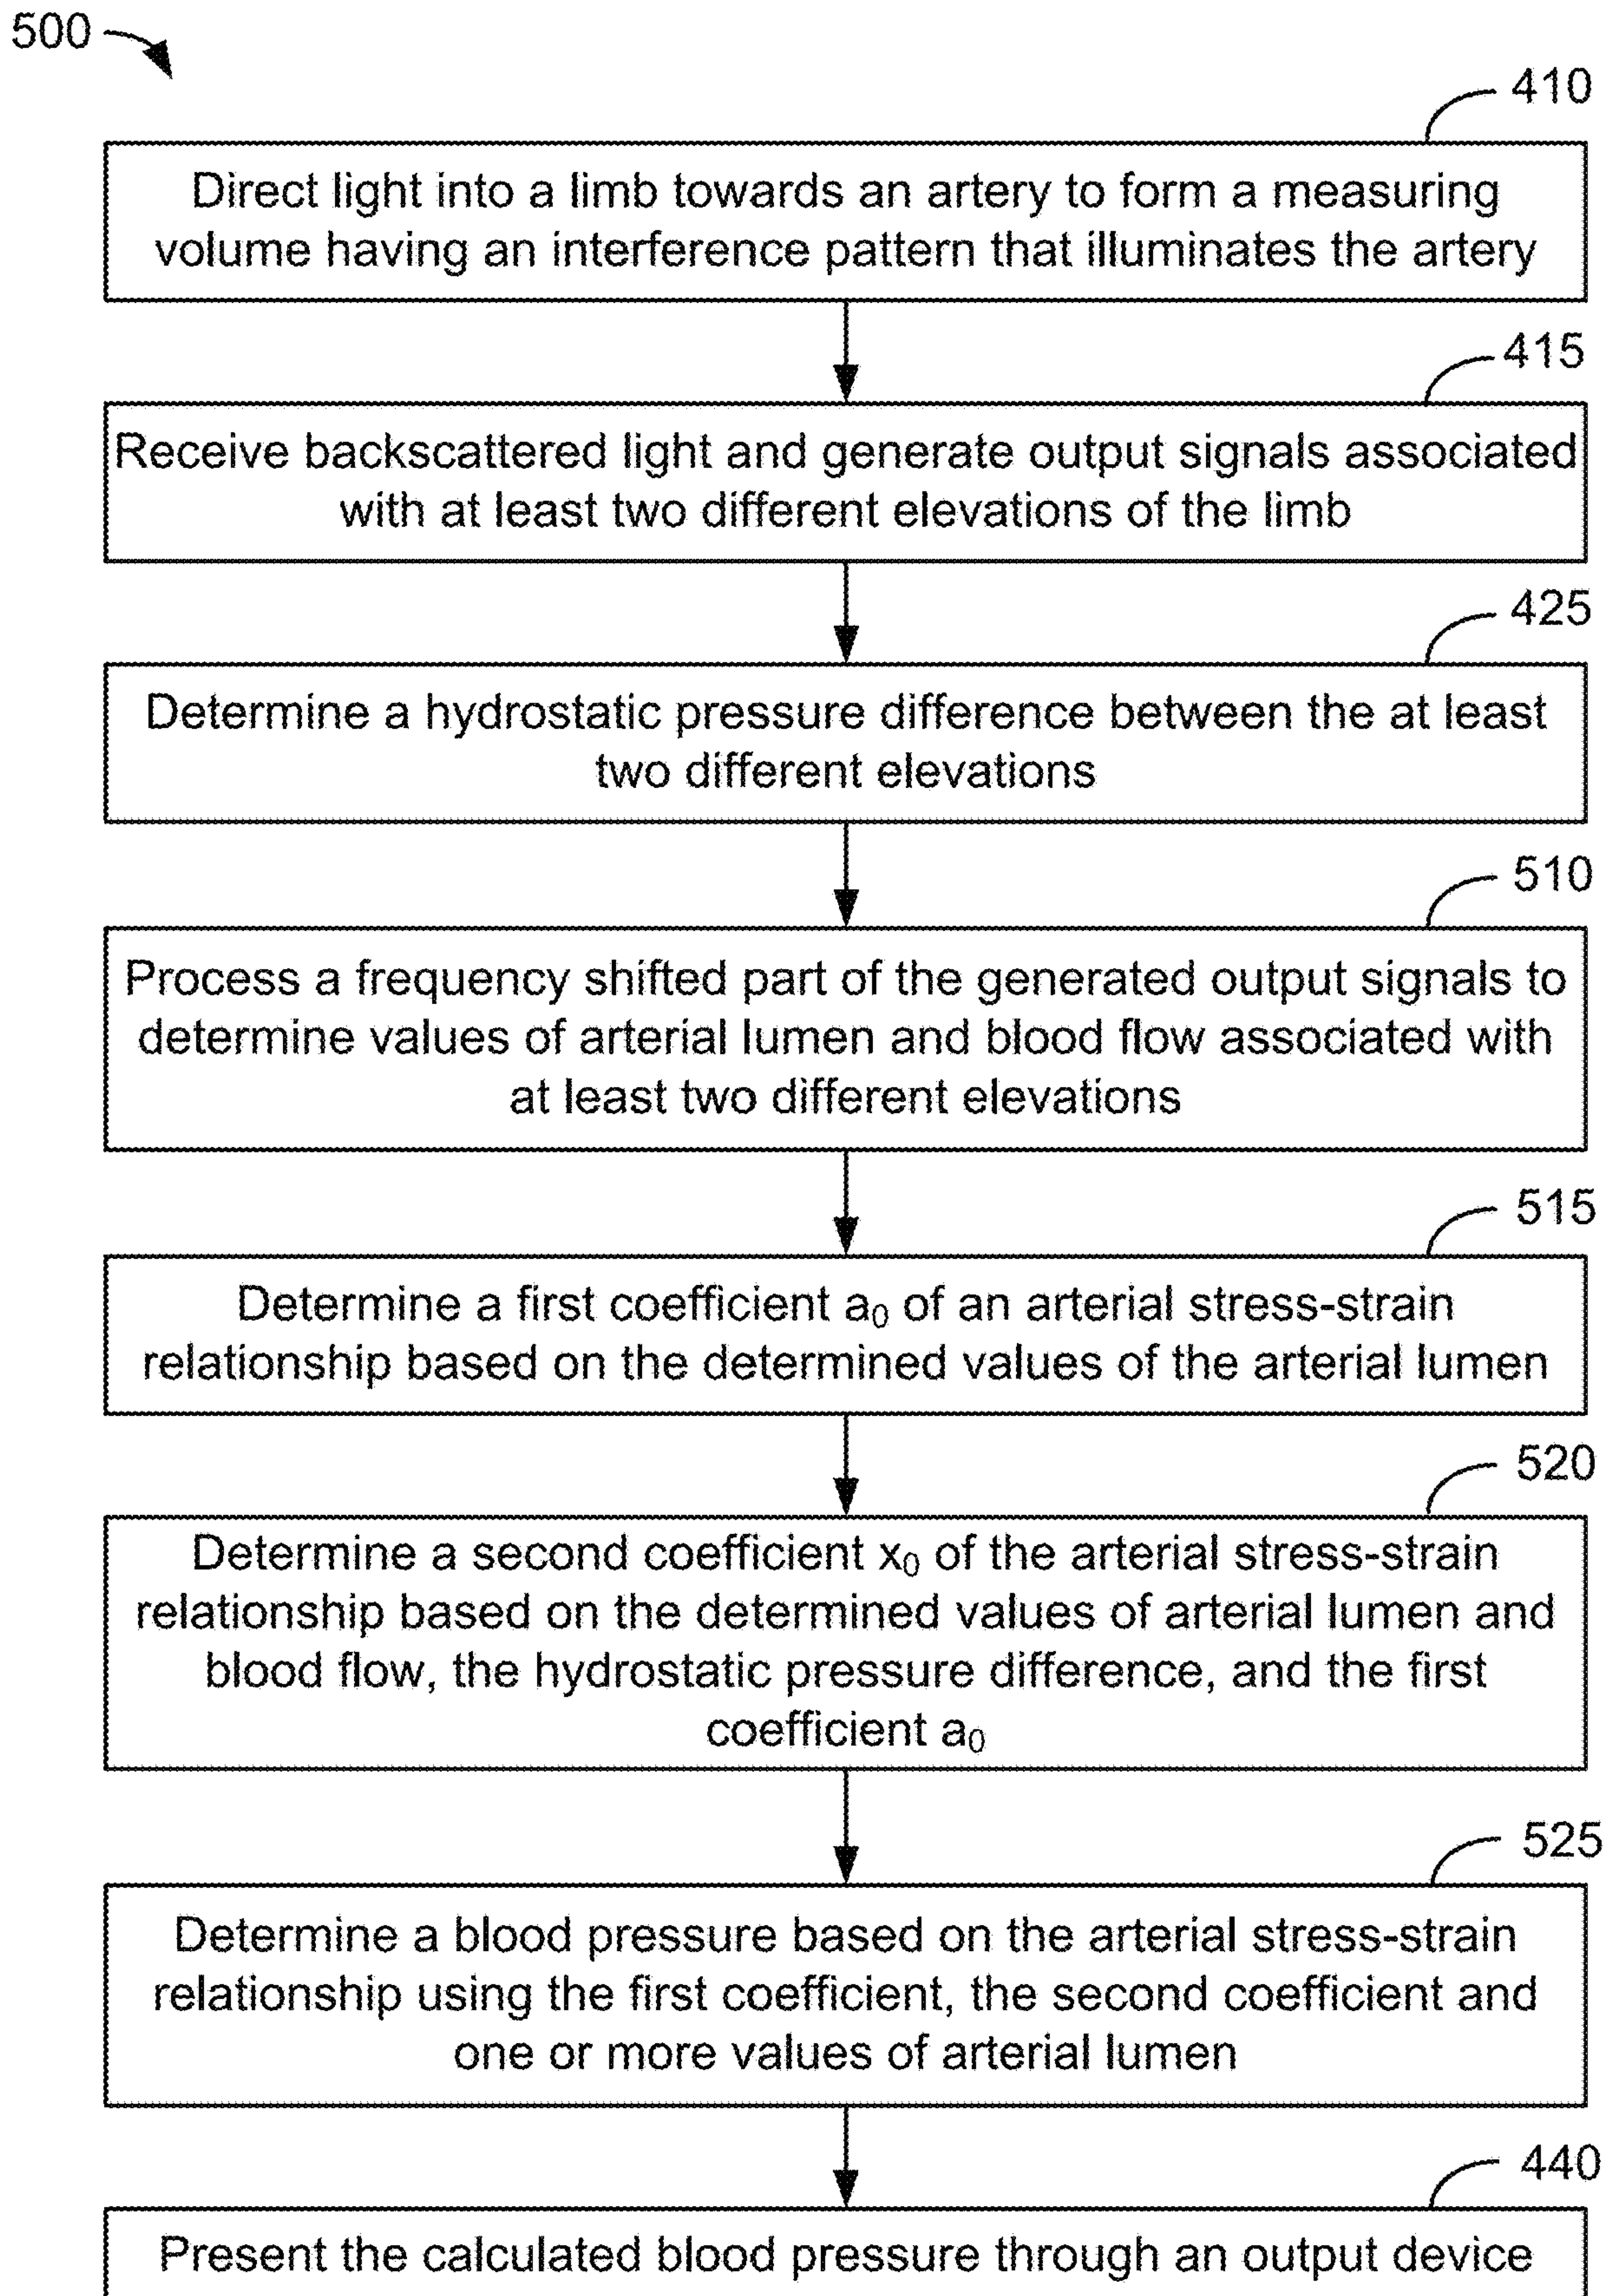 500
410
Direct light into a limb towards an artery to form a measuring
volume having an interference pattern that illuminates the artery
415
Receive backscattered light and generate output signals associated
with at least two different elevations of the limb
425
Determine a hydrostatic pressure difference between the at least
two different elevations
510
Process a frequency shifted part of the generated output signals to
determine values of arterial lumen and blood flow associated with
at least two different elevations
515
Determine a first coefficient a₀ of an arterial stress-strain
relationship based on the determined values of the arterial lumen
520
Determine a second coefficient x₀ of the arterial stress-strain
relationship based on the determined values of arterial lumen and
blood flow, the hydrostatic pressure difference, and the first
coefficient a₀
525
Determine a blood pressure based on the arterial stress-strain
relationship using the first coefficient, the second coefficient and
one or more values of arterial lumen
440
Present the calculated blood pressure through an output device